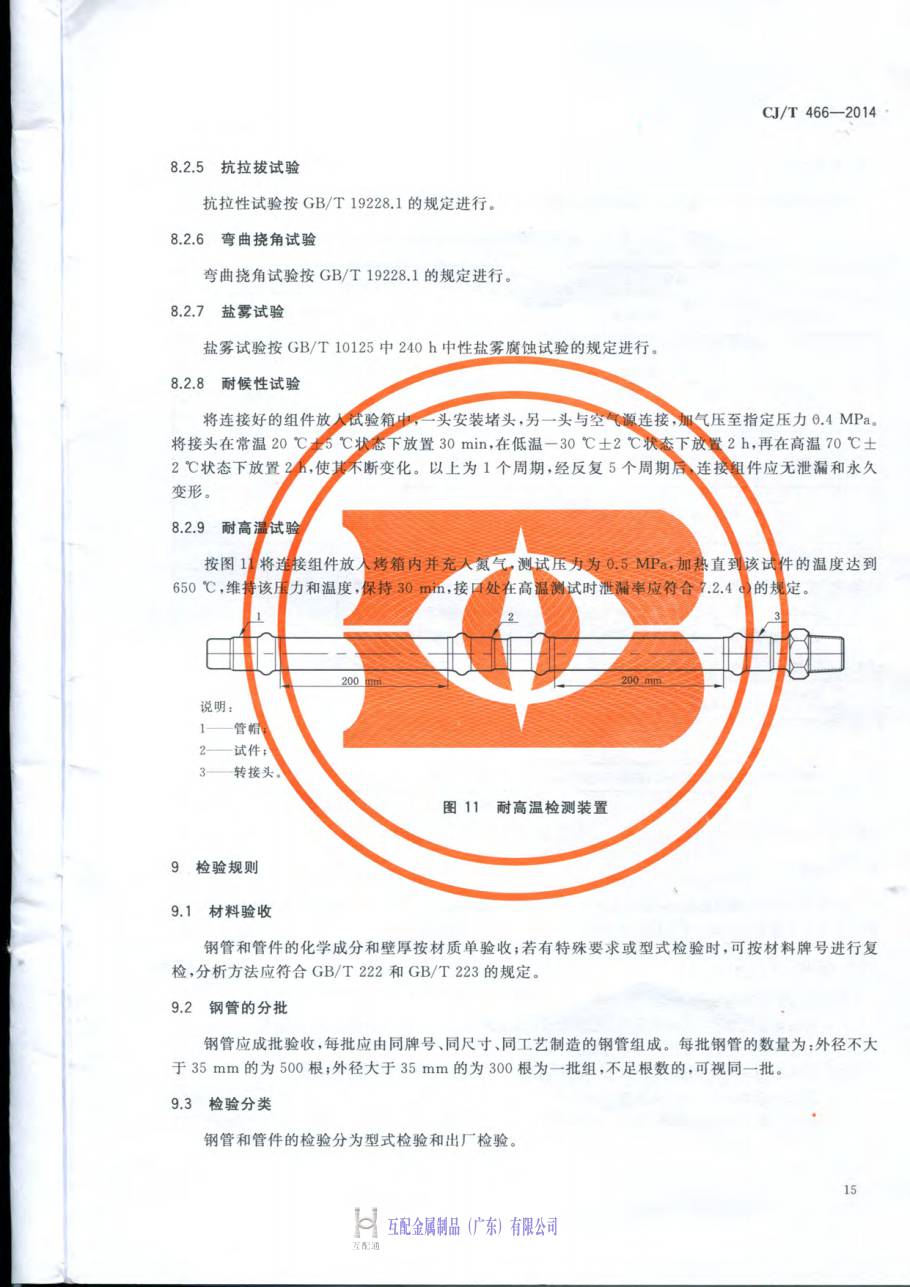 CJ/T 466—2014
8.2.5 抗拉拔试验
抗拉性试验按 GB/T 19228.1 的规定进行。
8.2.6 弯曲挠角试验
弯曲挠角试验按 GB/T 19228.1 的规定进行。
8.2.7 盐雾试验
盐雾试验按 GB/T 10125 中 240 h 中性盐雾腐蚀试验的规定进行。
8.2.8 耐候性试验
将连接好的组件放入试验箱中,一头安装堵头,另一头与空气源连接,加气压至指定压力 0.4 MPa。
将接头在常温 20 ℃±5 ℃状态下放置 30 min,在低温-30 ℃±2 ℃状态下放置 2 h,再在高温 70 ℃±
2 ℃状态下放置 2 h,使其不断变化。以上为 1 个周期,经反复 5 个周期后,连接组件应无泄漏和永久
变形。
8.2.9 耐高温试验
按图 11 将连接组件放入烤箱内并充入氮气,测试压力为 0.5 MPa,加热直到该试件的温度达到
650 ℃,维持该压力和温度,保持 30 min,接口处在高温测试时泄漏率应符合 7.2.4 c)的规定。
1 2 3
200 mm 200 mm
说明:
1——管帽;
2——试件;
3——转接头。
图 11 耐高温检测装置
9 检验规则
9.1 材料验收
钢管和管件的化学成分和壁厚按材质单验收;若有特殊要求或型式检验时,可按材料牌号进行复
检,分析方法应符合 GB/T 222 和 GB/T 223 的规定。
9.2 钢管的分批
钢管应成批验收,每批应由同牌号、同尺寸、同工艺制造的钢管组成。每批钢管的数量为:外径不大
于 35 mm 的为 500 根;外径大于 35 mm 的为 300 根为一批组,不足根数的,可视同一批。
9.3 检验分类
钢管和管件的检验分为型式检验和出厂检验。
15
互配通
互配金属制品（广东）有限公司